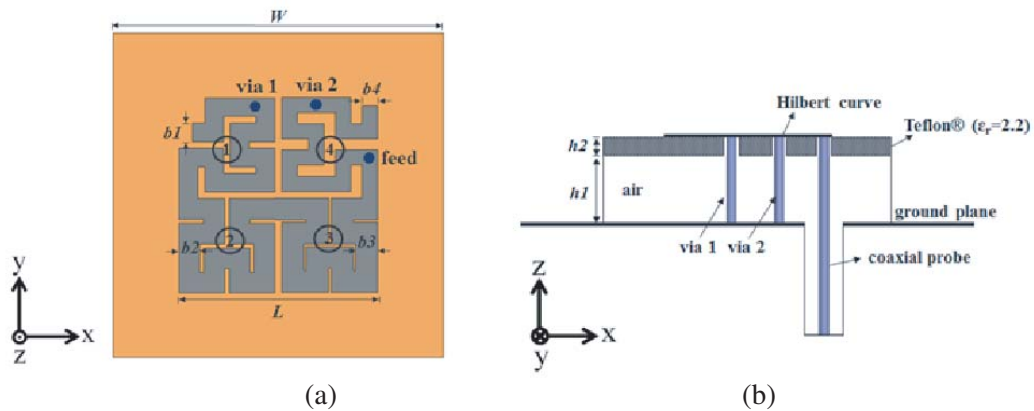 W
via 1 via 2 b4
b1
1 4
feed
2 3
b2 b3
L
y
x
z
(a)
Hilbert curve
Teflon® (εr=2.2)
h2
h1
air
ground plane
via 1 via 2
coaxial probe
z
x
y
(b)